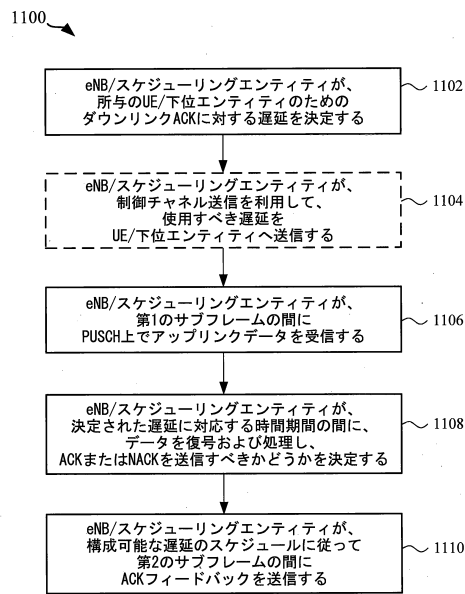 1100
eNB/スケジューリングエンティティが、
所与のUE/下位エンティティのための
ダウンリンクACKに対する遅延を決定する
1102
eNB/スケジューリングエンティティが、
制御チャネル送信を利用して、
使用すべき遅延を
UE/下位エンティティへ送信する
1104
eNB/スケジューリングエンティティが、
第1のサブフレームの間に
PUSCH上でアップリンクデータを受信する
1106
eNB/スケジューリングエンティティが、
決定された遅延に対応する時間期間の間に、
データを復号および処理し、
ACKまたはNACKを送信すべきかどうかを決定する
1108
eNB/スケジューリングエンティティが、
構成可能な遅延のスケジュールに従って
第2のサブフレームの間に
ACKフィードバックを送信する
1110